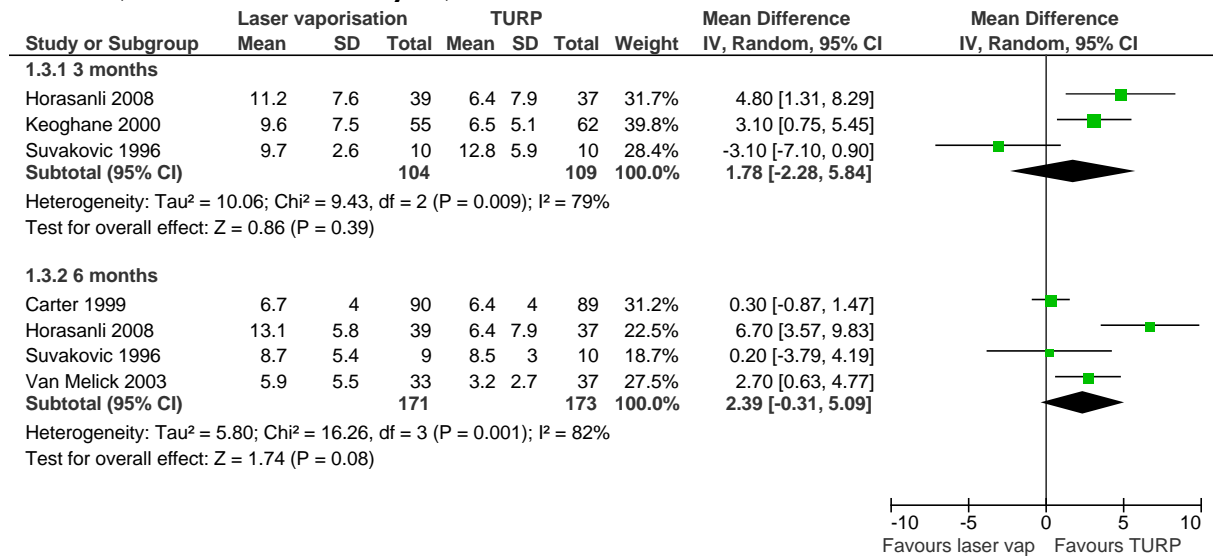 Laser vaporisation TURP Mean Difference Mean Difference
Study or Subgroup Mean SD Total Mean SD Total Weight IV, Random, 95% CI IV, Random, 95% CI
1.3.1 3 months
Horasanli 2008 11.2 7.6 39 6.4 7.9 37 31.7% 4.80 [1.31, 8.29]
Keoghane 2000 9.6 7.5 55 6.5 5.1 62 39.8% 3.10 [0.75, 5.45]
Suvakovic 1996 9.7 2.6 10 12.8 5.9 10 28.4% -3.10 [-7.10, 0.90]
Subtotal (95% CI) 104 109 100.0% 1.78 [-2.28, 5.84]
Heterogeneity: Tau² = 10.06; Chi² = 9.43, df = 2 (P = 0.009); I² = 79%
Test for overall effect: Z = 0.86 (P = 0.39)
1.3.2 6 months
Carter 1999 6.7 4 90 6.4 4 89 31.2% 0.30 [-0.87, 1.47]
Horasanli 2008 13.1 5.8 39 6.4 7.9 37 22.5% 6.70 [3.57, 9.83]
Suvakovic 1996 8.7 5.4 9 8.5 3 10 18.7% 0.20 [-3.79, 4.19]
Van Melick 2003 5.9 5.5 33 3.2 2.7 37 27.5% 2.70 [0.63, 4.77]
Subtotal (95% CI) 171 173 100.0% 2.39 [-0.31, 5.09]
Heterogeneity: Tau² = 5.80; Chi² = 16.26, df = 3 (P = 0.001); I² = 82%
Test for overall effect: Z = 1.74 (P = 0.08)
-10 -5 0 5 10
Favours laser vap Favours TURP